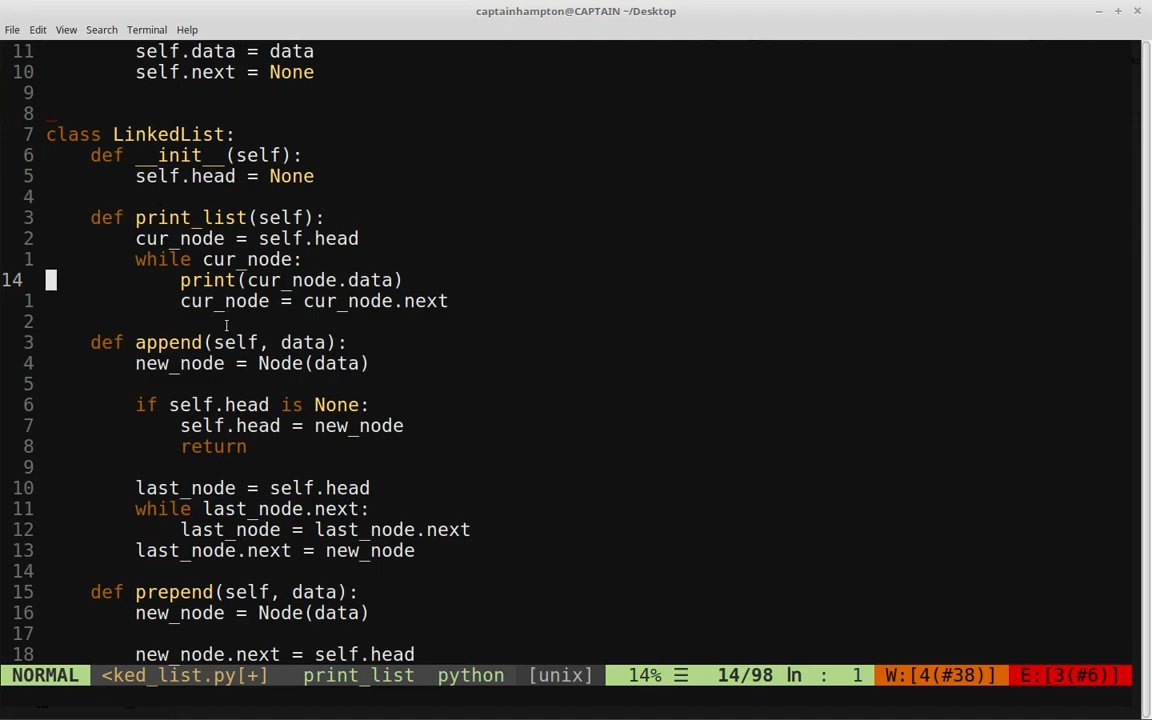 captainhampton@CAPTAIN ~/Desktop
File Edit View Search Terminal Help
11 self.data = data
10 self.next = None
9
8
7 class LinkedList:
6 def __init__(self):
5 self.head = None
4
3 def print_list(self):
2 cur_node = self.head
1 while cur_node:
14 print(cur_node.data)
1 cur_node = cur_node.next
2
3 def append(self, data):
4 new_node = Node(data)
5
6 if self.head is None:
7 self.head = new_node
8 return
9
10 last_node = self.head
11 while last_node.next:
12 last_node = last_node.next
13 last_node.next = new_node
14
15 def prepend(self, data):
16 new_node = Node(data)
17
18 new_node.next = self.head
NORMAL <ked_list.py[+] print_list python [unix] 14% ☰ 14/98 ln : 1 W:[4(#38)] E:[3(#6)]